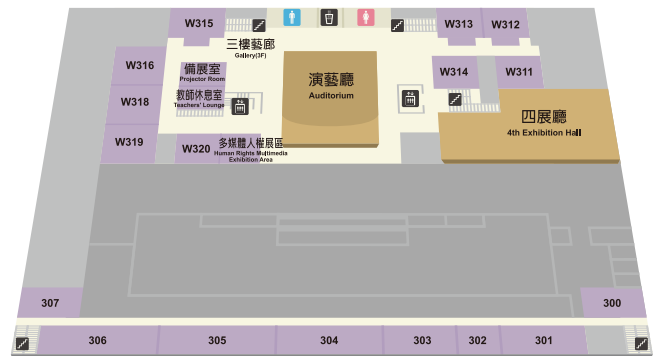 W315
W313
W312
三樓藝廊
Gallery(3F)
W316
備展室
Projector Room
演藝廳
Auditorium
W314
W311
W318
教師休息室
Teachers' Lounge
四展廳
4th Exhibition Hall
W319
W320
多媒體人權展區
Human Rights Multimedia
Exhibition Area
307
300
306
305
304
303
302
301